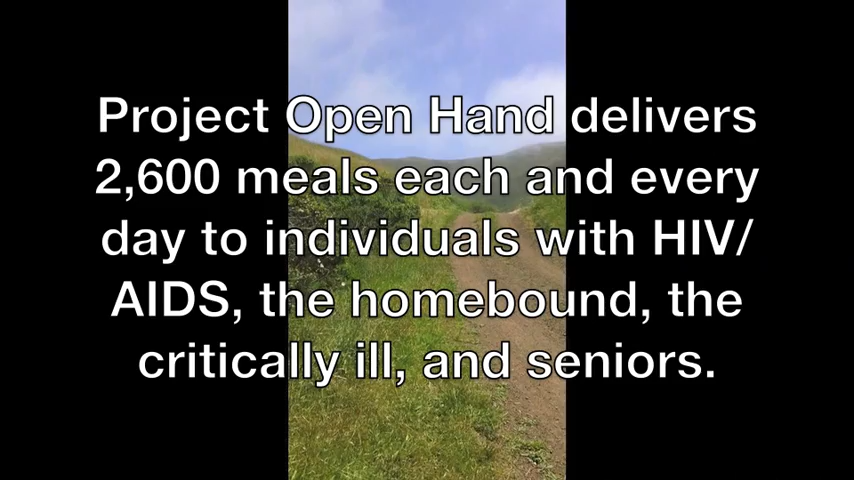 Project Open Hand delivers
2,600 meals each and every
day to individuals with HIV/
AIDS, the homebound, the
critically ill, and seniors.